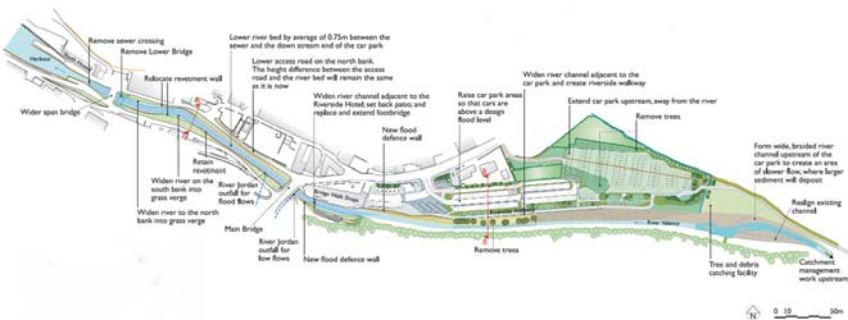 Remove sewer crossing
Remove Lower Bridge
Harbour
Relocate revetment wall
Wider span bridge
Lower river bed by average of 0.75m between the
sewer and the down stream end of the car park
Lower access road on the north bank.
The height difference between the access
road and the river bed will remain the same
as it is now
Widen river channel adjacent to the
Riverside Hotel; set back patio; and
replace and extend footbridge
New flood
defence wall
Raise car park areas
so that cars are
above a design
flood level
Widen river channel adjacent to the
car park and create riverside walkway
Extend car park upstream, away from the river
Remove trees
Form wide, braided river
channel upstream of the
car park to create an area
of slower flow, where larger
sediment will deposit
Realign existing
channel
Retain
revetment
Widen river on the
south bank into
grass verge
Widen river to the north
bank into grass verge
River Jordan
outfall for
flood flows
Main Bridge
River Jordan
outfall for
low flows
New flood defence wall
Bridge Walk Shops
Riverside Walkway
River Valency
Remove trees
Tree and debris
catching facility
Catchment
management
work upstream
N
0 10 50m